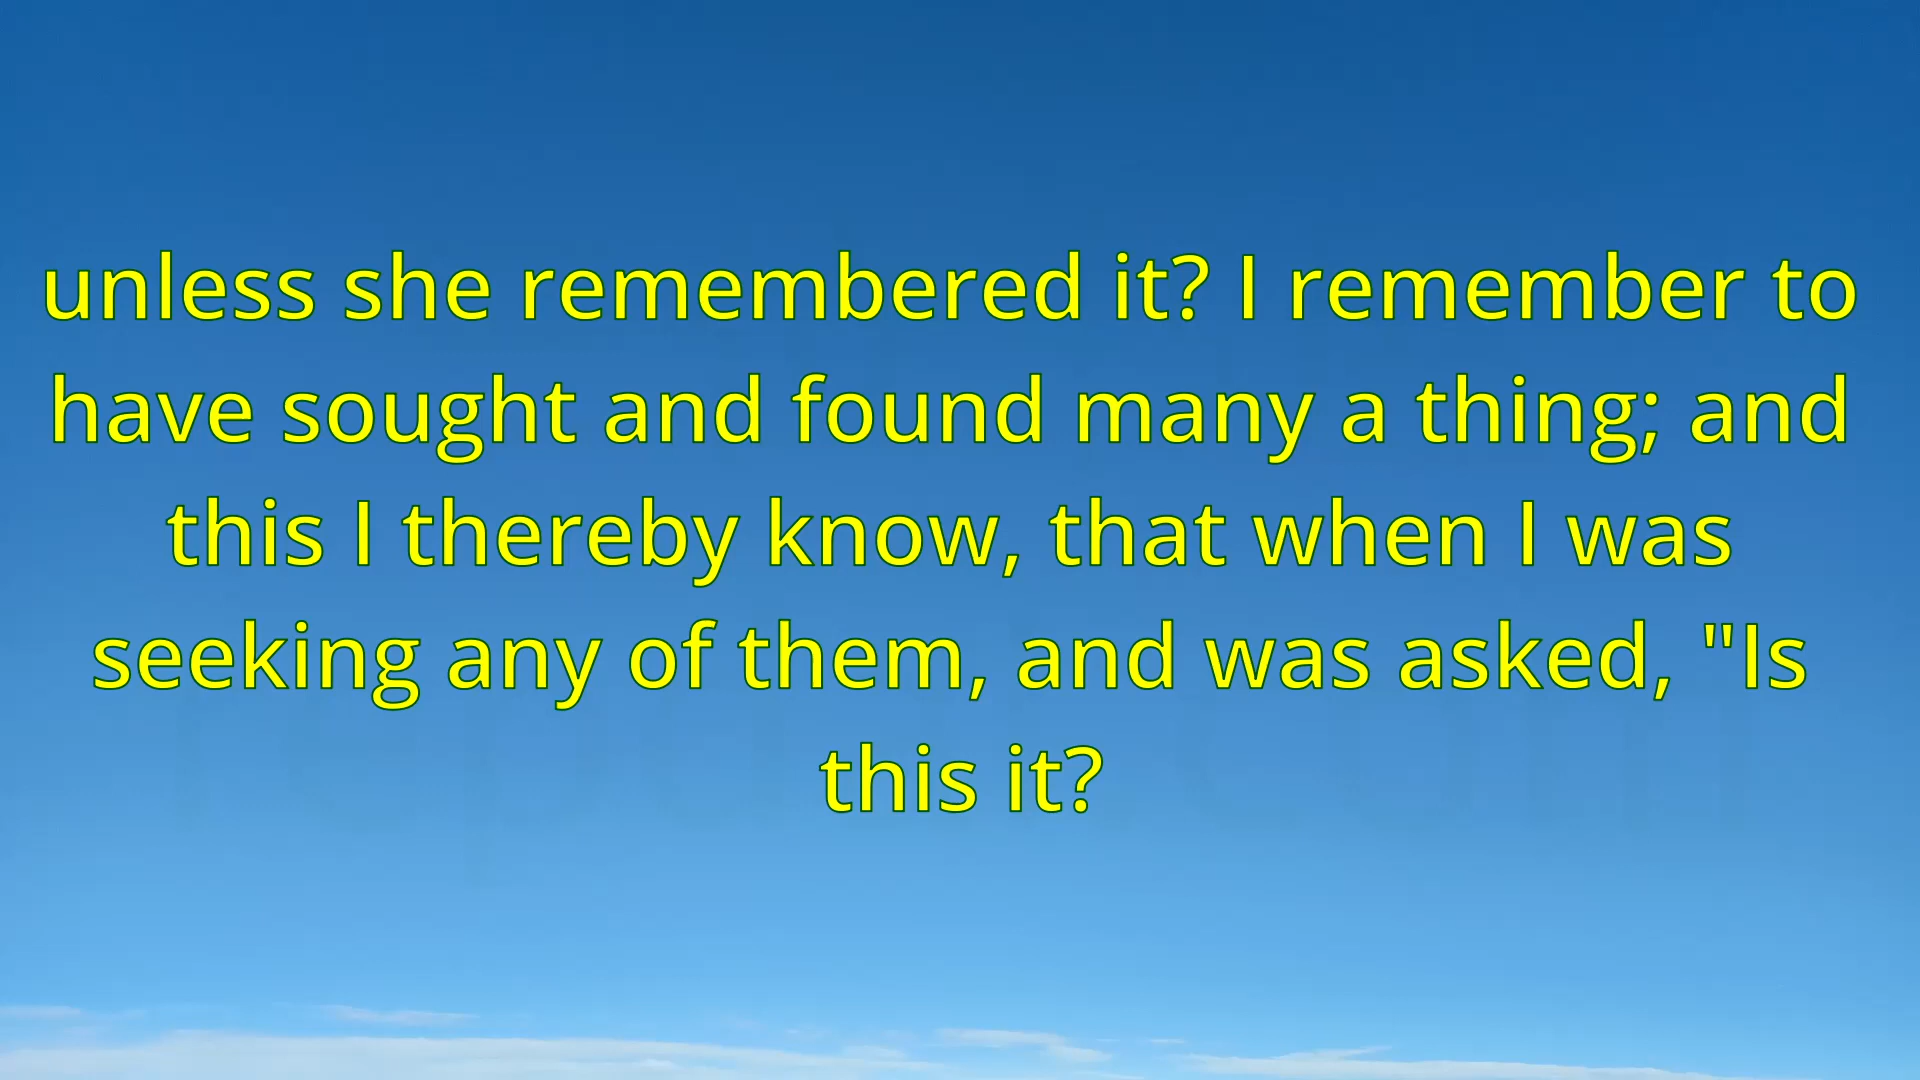 unless she remembered it? I remember to
have sought and found many a thing; and
this I thereby know, that when I was
seeking any of them, and was asked, "Is
this it?